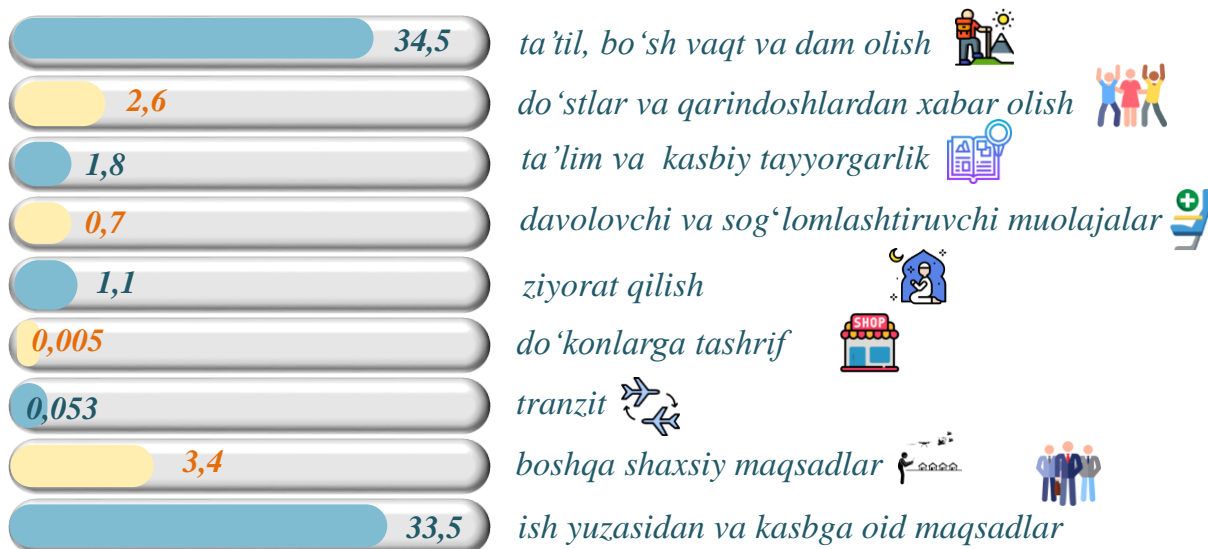 34,5 ta’til, bo‘sh vaqt va dam olish
2,6 do‘stlar va qarindoshlardan xabar olish
1,8 ta’lim va kasbiy tayyorgarlik
0,7 davolovchi va sog‘lomlashtiruvchi muolajalar
1,1 ziyorat qilish
0,005 do‘konlarga tashrif
SHOP
0,053 tranzit
3,4 boshqa shaxsiy maqsadlar
33,5 ish yuzasidan va kasbga oid maqsadlar